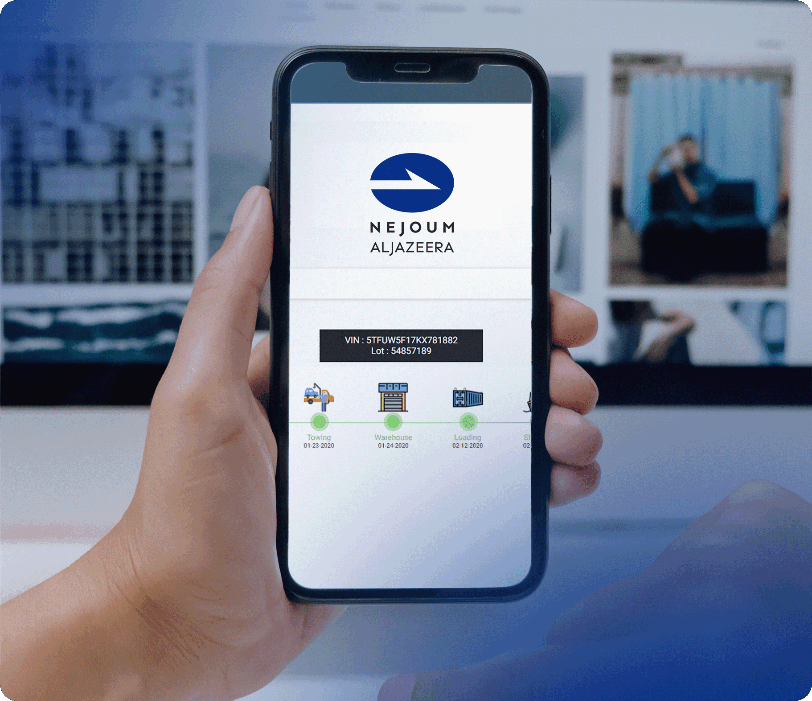 NEJOUM
ALJAZEERA
VIN : 5TFUW5F17KX781882
Lot : 54857189
Towing Warehouse Loading
01-23-2020 01-24-2020 02-12-2020